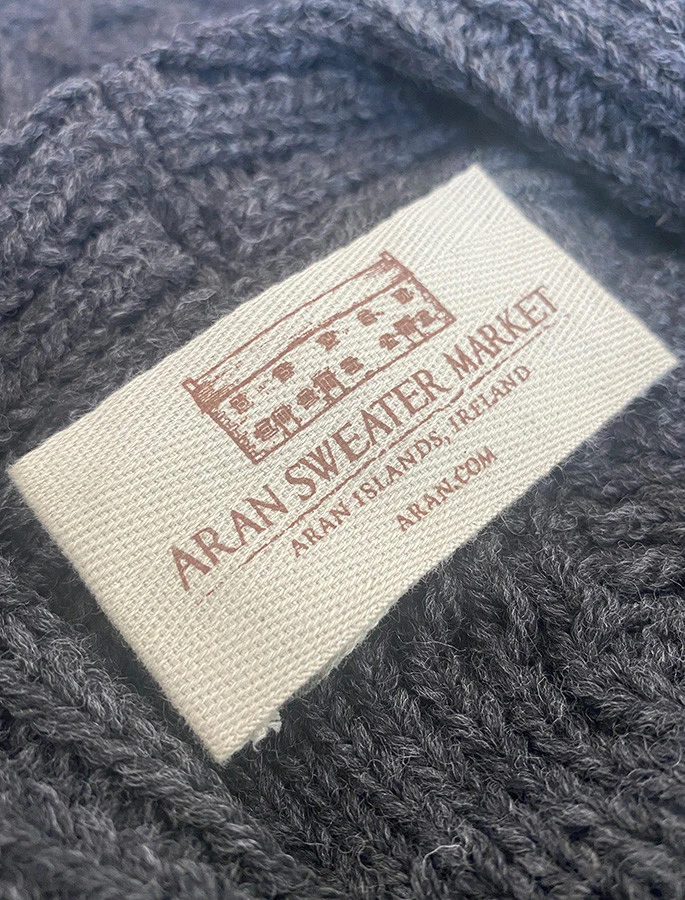 ARAN SWEATER MARKET
ARAN ISLANDS, IRELAND
ARAN.COM